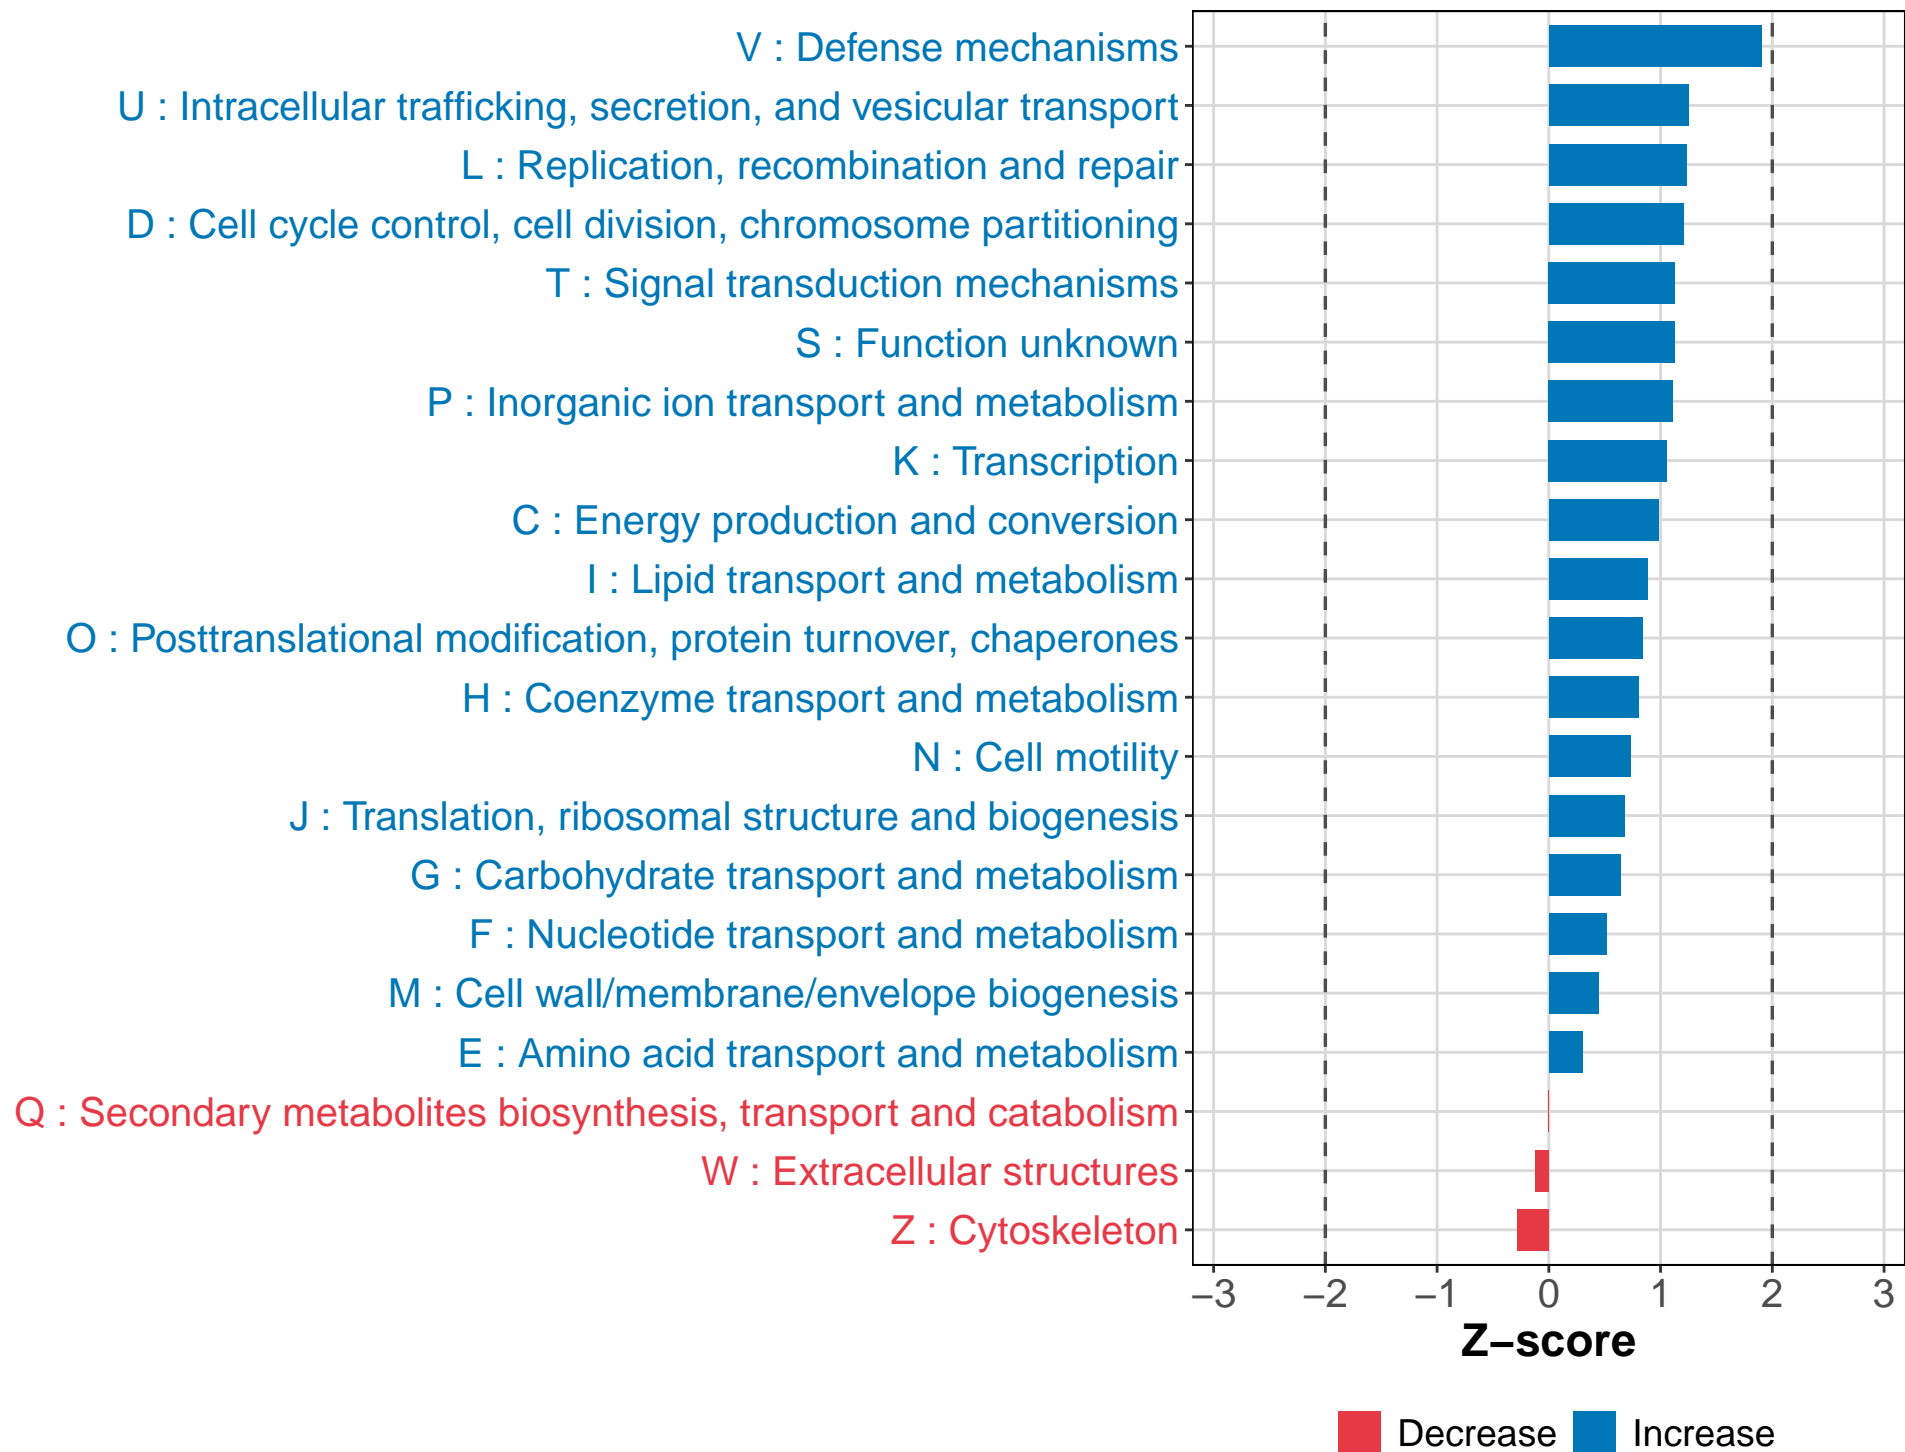 V : Defense mechanisms
U : Intracellular trafficking, secretion, and vesicular transport
L : Replication, recombination and repair
D : Cell cycle control, cell division, chromosome partitioning
T : Signal transduction mechanisms
S : Function unknown
P : Inorganic ion transport and metabolism
K : Transcription
C : Energy production and conversion
I : Lipid transport and metabolism
O : Posttranslational modification, protein turnover, chaperones
H : Coenzyme transport and metabolism
N : Cell motility
J : Translation, ribosomal structure and biogenesis
G : Carbohydrate transport and metabolism
F : Nucleotide transport and metabolism
M : Cell wall/membrane/envelope biogenesis
E : Amino acid transport and metabolism
Q : Secondary metabolites biosynthesis, transport and catabolism
W : Extracellular structures
Z : Cytoskeleton
−3 −2 −1 0 1 2 3
Z−score
Decrease Increase